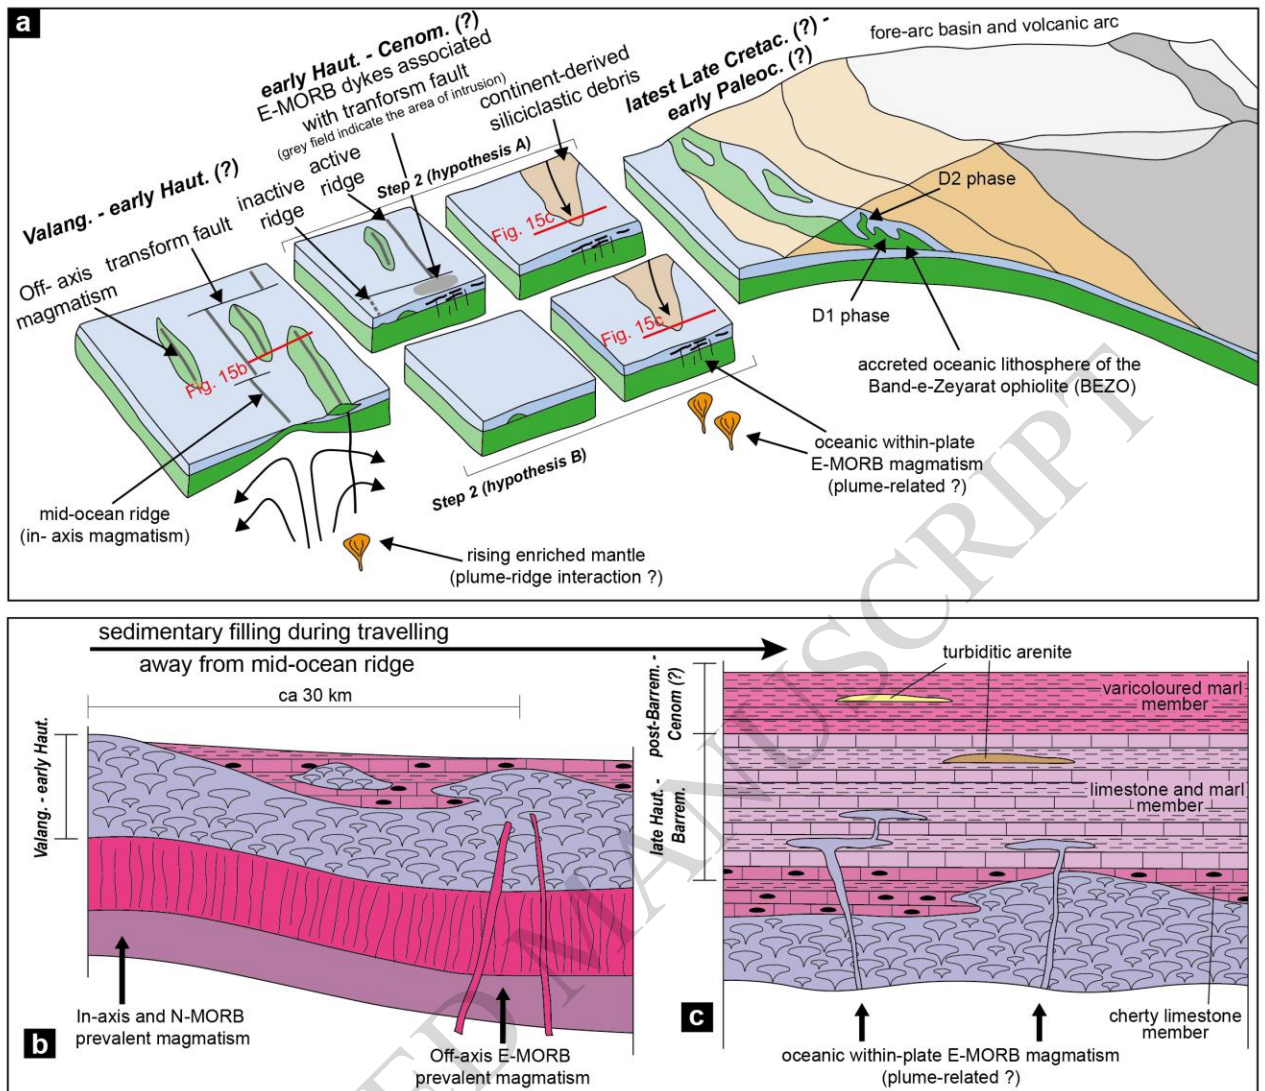 a
early Haut. - Cenom. (?)
E-MORB dykes associated
with tranforsm fault
(grey field indicate the area of intrusion)
continent-derived
siliciclastic debris
latest Late Cretac. (?) -
early Paleoc. (?)
fore-arc basin and volcanic arc
Valang. - early Haut. (?)
Off- axis
magmatism
transform fault
inactive
ridge
active
ridge
Step 2 (hypothesis A)
Fig. 15c
D2 phase
D1 phase
Fig. 15b
Fig. 15c
accreted oceanic lithosphere of the
Band-e-Zeyarat ophiolite (BEZO)
Step 2 (hypothesis B)
oceanic within-plate
E-MORB magmatism
(plume-related ?)
mid-ocean ridge
(in- axis magmatism)
rising enriched mantle
(plume-ridge interaction ?)
sedimentary filling during travelling
away from mid-ocean ridge
ca 30 km
Valang. - early Haut.
In-axis and N-MORB
prevalent magmatism
Off-axis E-MORB
prevalent magmatism
b
turbiditic arenite
post-Barrem. -
Cenom (?)
varicoloured marl
member
late Haut. -
Barrem.
limestone and marl
member
cherty limestone
member
c
oceanic within-plate E-MORB magmatism
(plume-related ?)
ED MANUSCRIPT